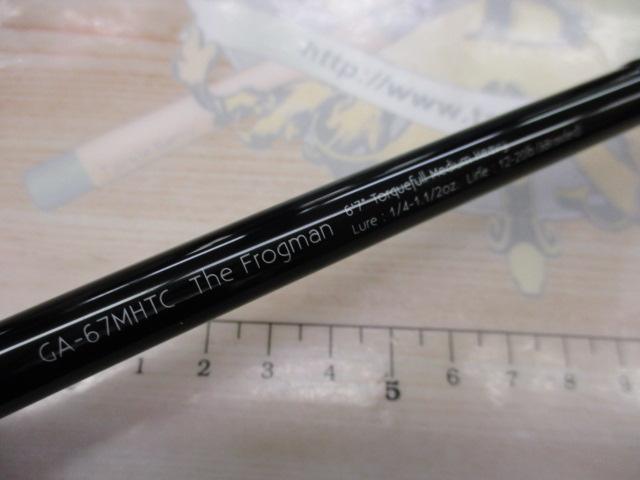 http://www.
GA-67MHTC The Frogman
6'7" Torquefull Medium Heavy
Lure : 1/4-1.1/2oz. Line : 12-20lb
1 2 3 4 5 6 7 8 9